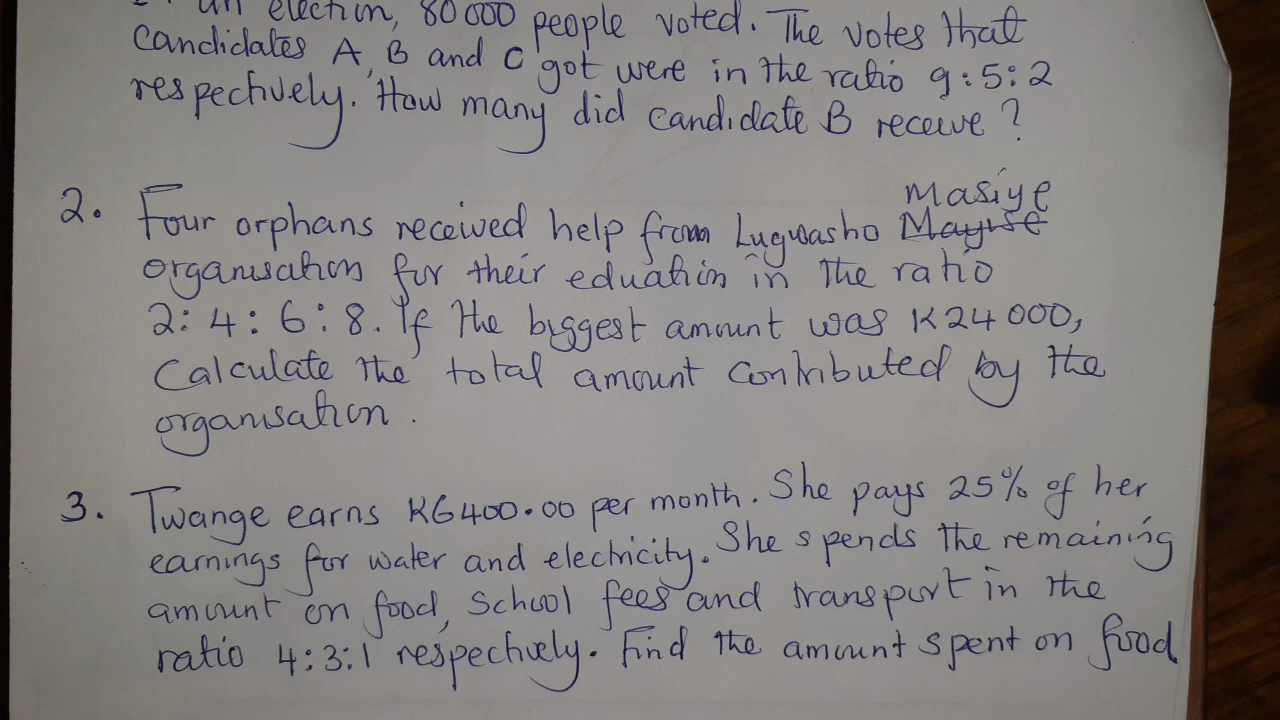 un election, 80 000 people voted. The votes that
candidates A, B and C got were in the ratio 9:5:2
respectively. How many did candidate B receive?
masiye
2. Four orphans received help from Lugwasho
organisation for their eduation in the ratio
2:4:6:8. If the biggest amount was K24 000,
Calculate the total amount contributed by the
organisation.
3. Twange earns K6400.00 per month. She pays 25% of her
earnings for water and electricity. She spends the remaining
amount on food, School fees and transport in the
ratio 4:3:1 respectively. Find the amount spent on food